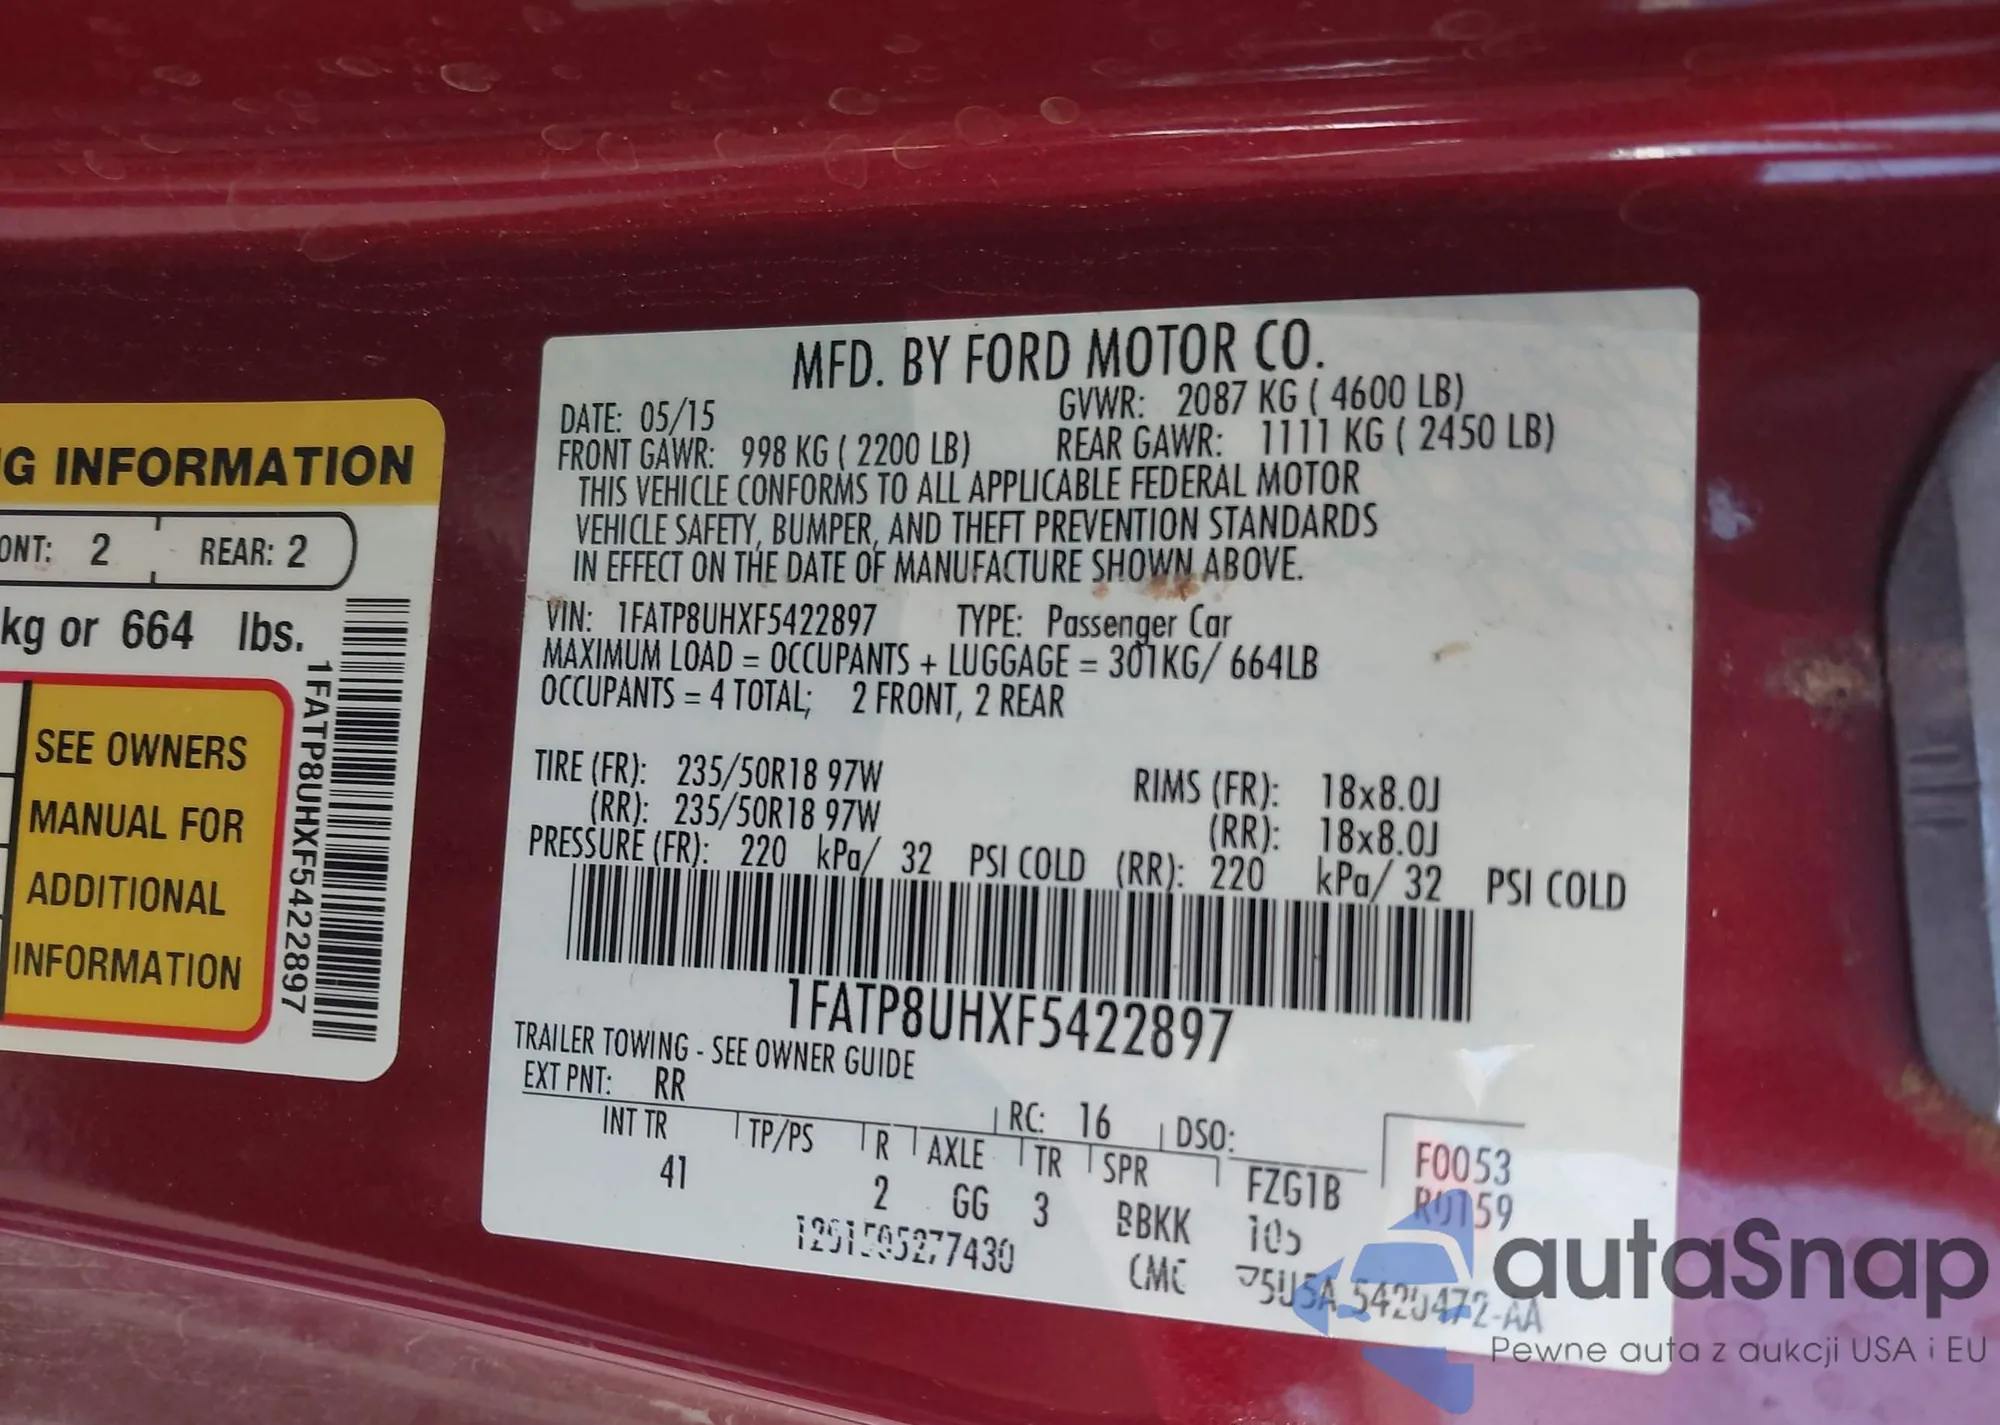 G INFORMATION
ONT: 2 REAR: 2
kg or 664 lbs.
SEE OWNERS
MANUAL FOR
ADDITIONAL
INFORMATION
1FATP8UHXF5422897
MFD. BY FORD MOTOR CO.
DATE: 05/15 GVWR: 2087 KG ( 4600 LB)
FRONT GAWR: 998 KG ( 2200 LB) REAR GAWR: 1111 KG ( 2450 LB)
THIS VEHICLE CONFORMS TO ALL APPLICABLE FEDERAL MOTOR
VEHICLE SAFETY, BUMPER, AND THEFT PREVENTION STANDARDS
IN EFFECT ON THE DATE OF MANUFACTURE SHOWN ABOVE.
VIN: 1FATP8UHXF5422897 TYPE: Passenger Car
MAXIMUM LOAD = OCCUPANTS + LUGGAGE = 301KG/ 664LB
OCCUPANTS = 4 TOTAL; 2 FRONT, 2 REAR
TIRE (FR): 235/50R18 97W RIMS (FR): 18x8.0J
(RR): 235/50R18 97W (RR): 18x8.0J
PRESSURE (FR): 220 kPa/ 32 PSI COLD (RR): 220 kPa/ 32 PSI COLD
1FATP8UHXF5422897
TRAILER TOWING - SEE OWNER GUIDE
EXT PNT: RR RC: 16 DSO: F0053
INT TR TP/PS R AXLE TR SPR FZG1B R0159
41 2 GG 3 BBKK 105
CMC
autaSnap
Pewne auta z aukcji USA i EU